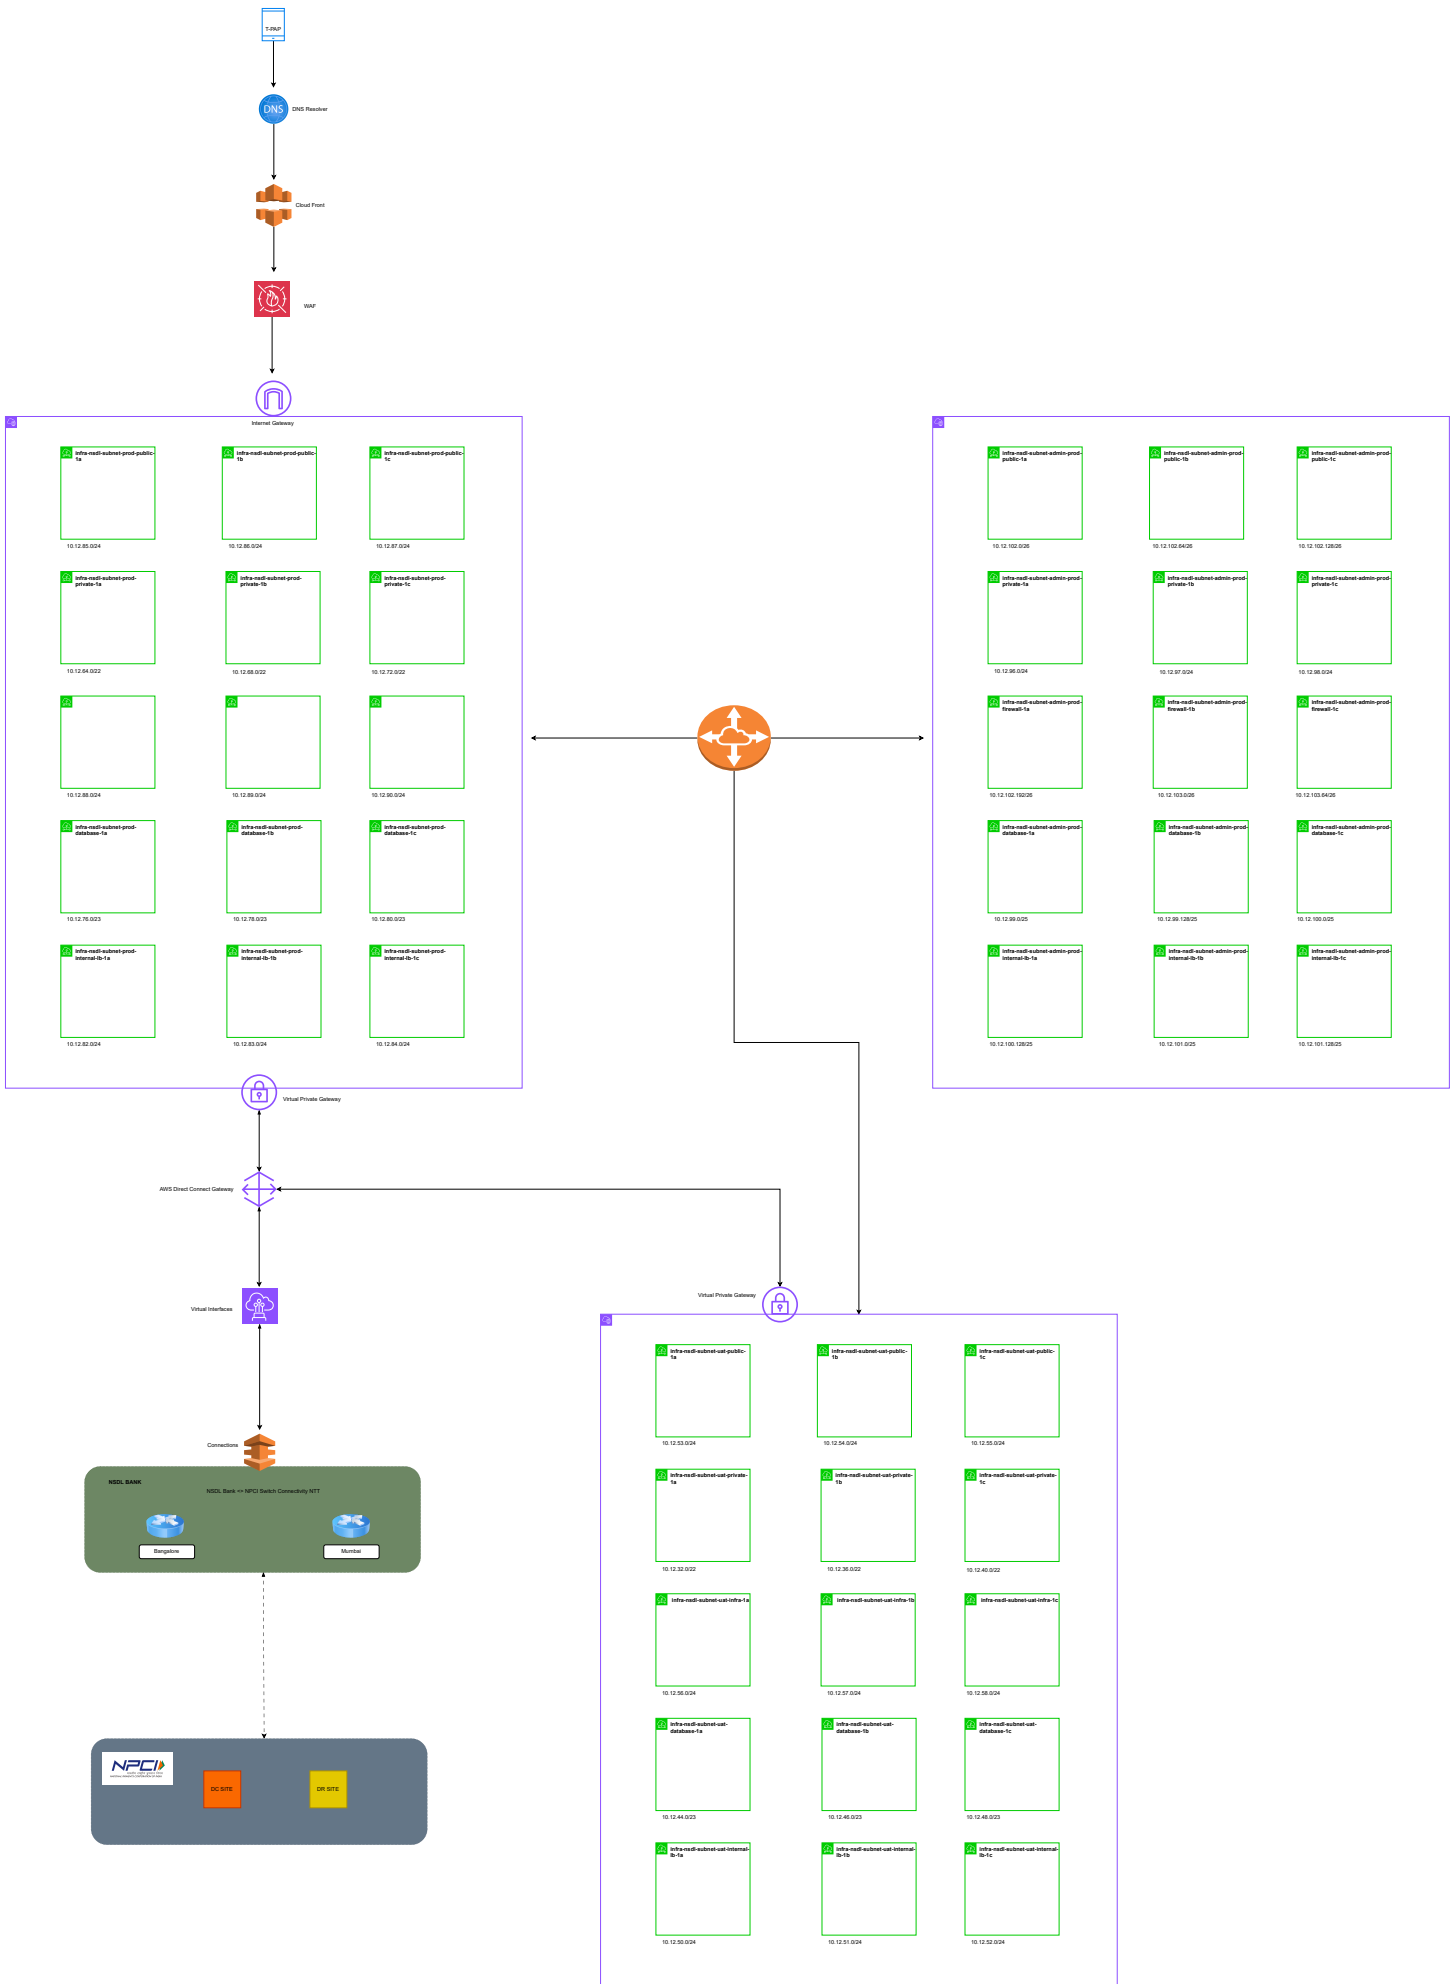 T-PAP
DNS
DNS Resolver
Cloud Front
WAF
Internet Gateway
infra-nsdl-subnet-prod-public-
1a
infra-nsdl-subnet-prod-public-
1b
infra-nsdl-subnet-prod-public-
1c
10.12.85.0/24
10.12.86.0/24
10.12.87.0/24
infra-nsdl-subnet-prod-
private-1a
infra-nsdl-subnet-prod-
private-1b
infra-nsdl-subnet-prod-
private-1c
10.12.64.0/22
10.12.68.0/22
10.12.72.0/22
10.12.88.0/24
10.12.89.0/24
10.12.90.0/24
infra-nsdl-subnet-prod-
database-1a
infra-nsdl-subnet-prod-
database-1b
infra-nsdl-subnet-prod-
database-1c
10.12.76.0/23
10.12.78.0/23
10.12.80.0/23
infra-nsdl-subnet-prod-
internal-lb-1a
infra-nsdl-subnet-prod-
internal-lb-1b
infra-nsdl-subnet-prod-
internal-lb-1c
10.12.82.0/24
10.12.83.0/24
10.12.84.0/24
infra-nsdl-subnet-admin-prod-
public-1a
infra-nsdl-subnet-admin-prod-
public-1b
infra-nsdl-subnet-admin-prod-
public-1c
10.12.102.0/26
10.12.102.64/26
10.12.102.128/26
infra-nsdl-subnet-admin-prod-
private-1a
infra-nsdl-subnet-admin-prod-
private-1b
infra-nsdl-subnet-admin-prod-
private-1c
10.12.96.0/24
10.12.97.0/24
10.12.98.0/24
infra-nsdl-subnet-admin-prod-
firewall-1a
infra-nsdl-subnet-admin-prod-
firewall-1b
infra-nsdl-subnet-admin-prod-
firewall-1c
10.12.102.192/26
10.12.103.0/26
10.12.103.64/26
infra-nsdl-subnet-admin-prod-
database-1a
infra-nsdl-subnet-admin-prod-
database-1b
infra-nsdl-subnet-admin-prod-
database-1c
10.12.99.0/25
10.12.99.128/25
10.12.100.0/25
infra-nsdl-subnet-admin-prod-
internal-lb-1a
infra-nsdl-subnet-admin-prod-
internal-lb-1b
infra-nsdl-subnet-admin-prod-
internal-lb-1c
10.12.100.128/25
10.12.101.0/25
10.12.101.128/25
Virtual Private Gateway
AWS Direct Connect Gateway
Virtual Interfaces
Connections
NSDL BANK
NSDL Bank <> NPCI Switch Connectivity NTT
Bangalore
Mumbai
NPCI
DC SITE
DR SITE
Virtual Private Gateway
infra-nsdl-subnet-uat-public-
1a
infra-nsdl-subnet-uat-public-
1b
infra-nsdl-subnet-uat-public-
1c
10.12.53.0/24
10.12.54.0/24
10.12.55.0/24
infra-nsdl-subnet-uat-private-
1a
infra-nsdl-subnet-uat-private-
1b
infra-nsdl-subnet-uat-private-
1c
10.12.32.0/22
10.12.36.0/22
10.12.40.0/22
infra-nsdl-subnet-uat-infra-1a
infra-nsdl-subnet-uat-infra-1b
infra-nsdl-subnet-uat-infra-1c
10.12.56.0/24
10.12.57.0/24
10.12.58.0/24
infra-nsdl-subnet-uat-
database-1a
infra-nsdl-subnet-uat-
database-1b
infra-nsdl-subnet-uat-
database-1c
10.12.44.0/23
10.12.46.0/23
10.12.48.0/23
infra-nsdl-subnet-uat-internal-
lb-1a
infra-nsdl-subnet-uat-internal-
lb-1b
infra-nsdl-subnet-uat-internal-
lb-1c
10.12.50.0/24
10.12.51.0/24
10.12.52.0/24